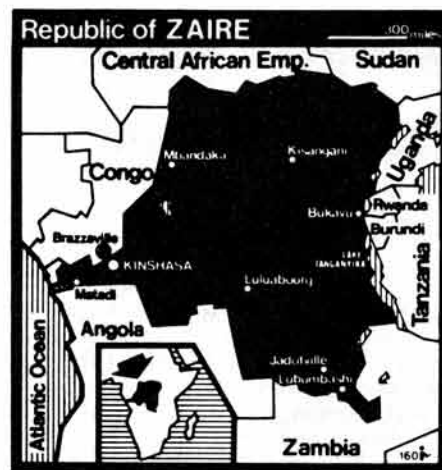 Republic of ZAIRE
300 miles
Central African Emp.
Sudan
Uganda
Mbandaka
Kisangani
Congo
Rwanda
Bukavu
Burundi
Brazzaville
KINSHASA
LAKE
TANGANYIKA
Tanzania
Luluabourg
Matadi
Angola
Jadotville
Lubumbashi
Atlantic Ocean
Zambia
160